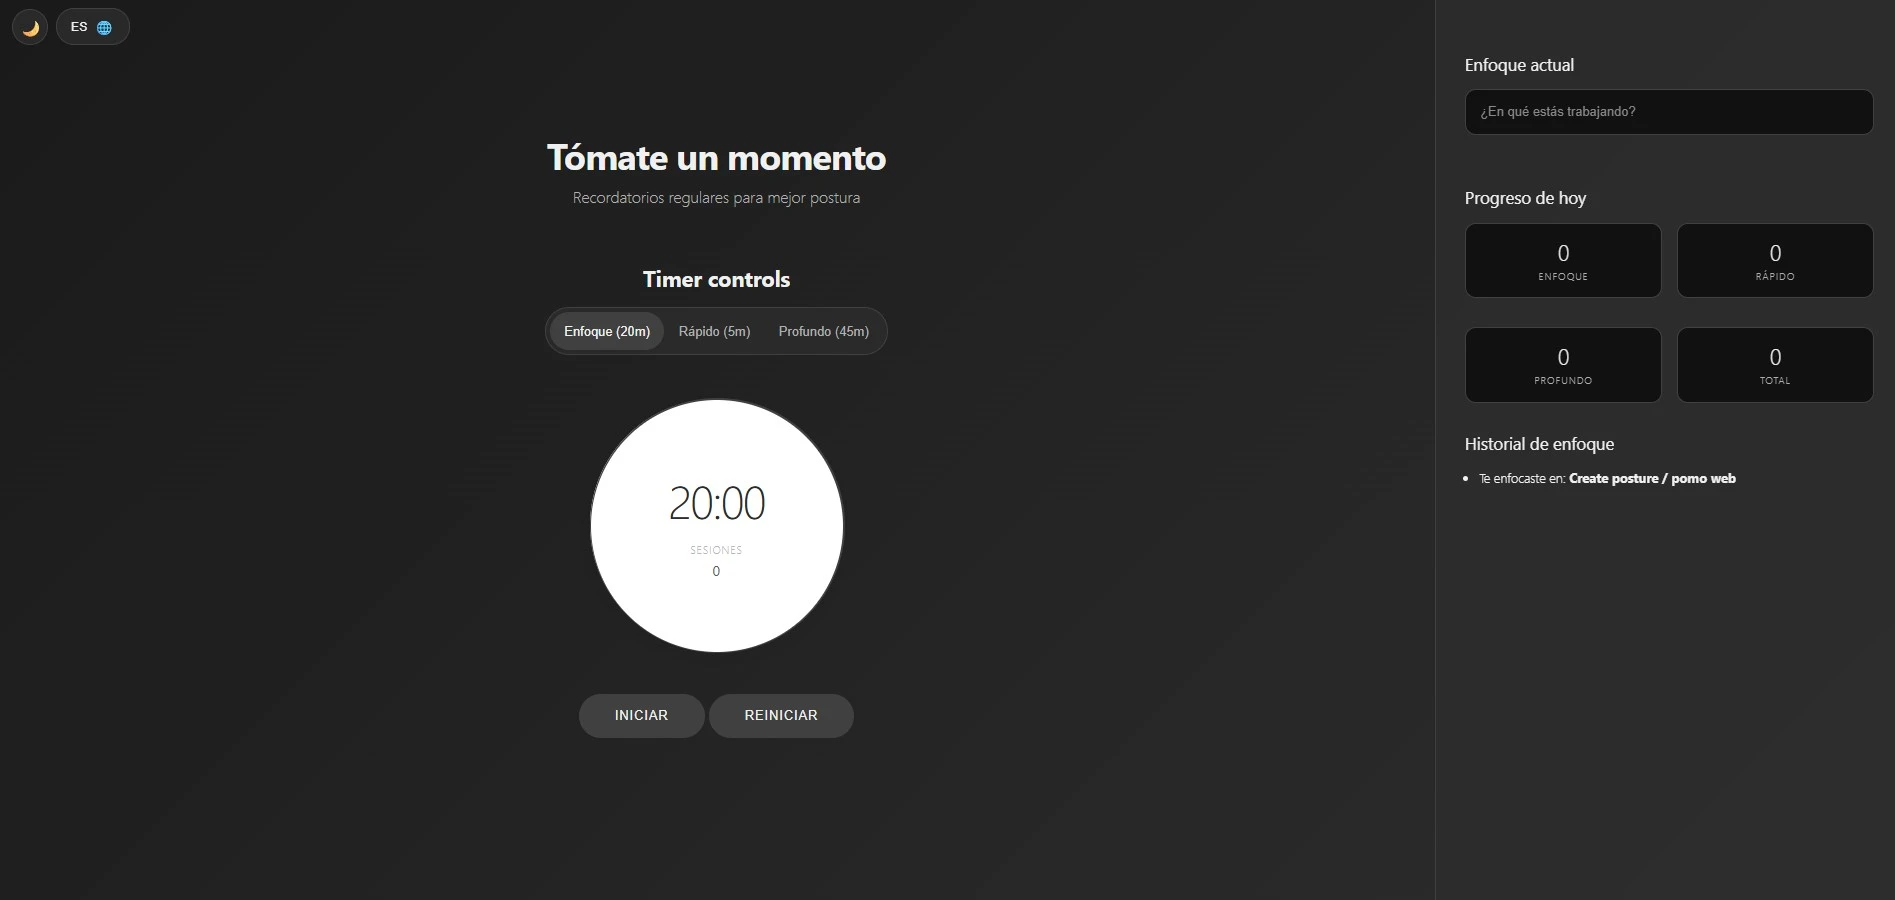 ES
Tómate un momento
Recordatorios regulares para mejor postura
Timer controls
Enfoque (20m) Rápido (5m) Profundo (45m)
20:00
SESIONES
0
INICIAR REINICIAR
Enfoque actual
¿En qué estás trabajando?
Progreso de hoy
0
ENFOQUE
0
RÁPIDO
0
PROFUNDO
0
TOTAL
Historial de enfoque
Te enfocaste en: Create posture / pomo web